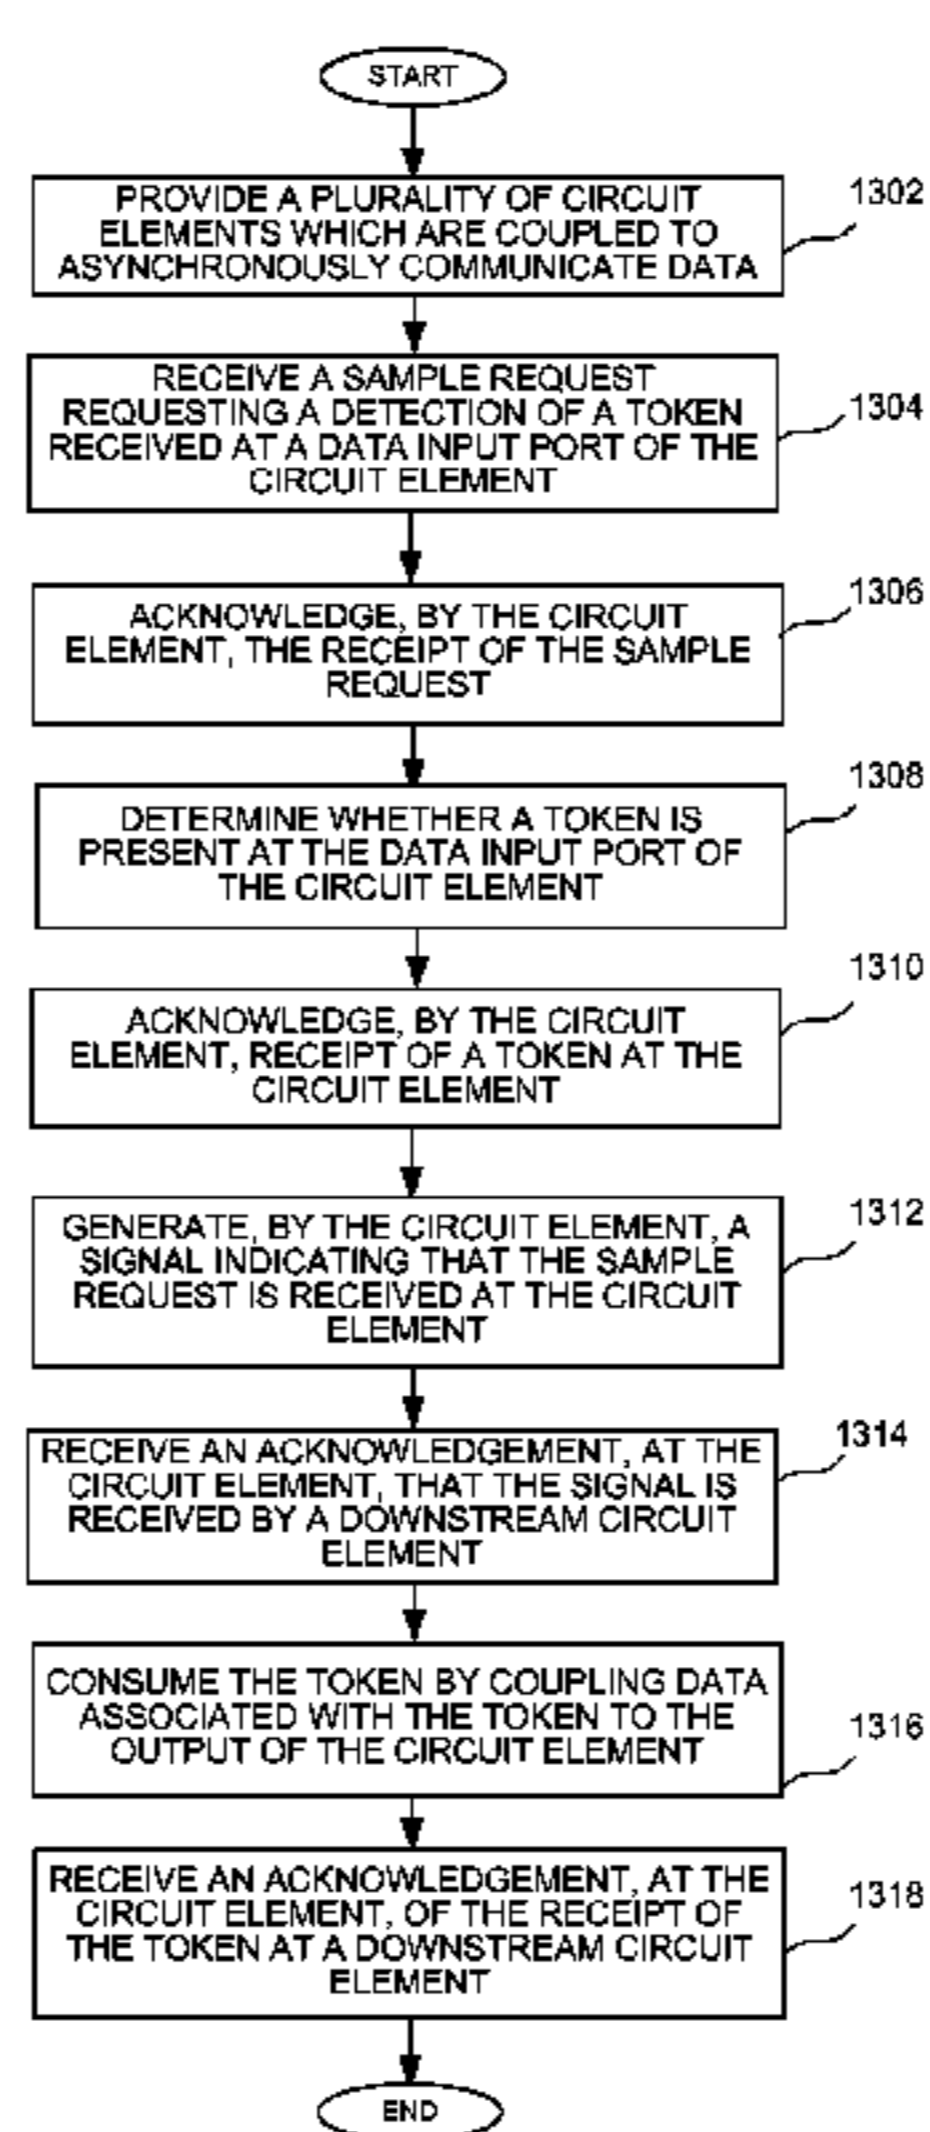 START
PROVIDE A PLURALITY OF CIRCUIT
ELEMENTS WHICH ARE COUPLED TO
ASYNCHRONOUSLY COMMUNICATE DATA
1302
RECEIVE A SAMPLE REQUEST
REQUESTING A DETECTION OF A TOKEN
RECEIVED AT A DATA INPUT PORT OF THE
CIRCUIT ELEMENT
1304
ACKNOWLEDGE, BY THE CIRCUIT
ELEMENT, THE RECEIPT OF THE SAMPLE
REQUEST
1306
DETERMINE WHETHER A TOKEN IS
PRESENT AT THE DATA INPUT PORT OF
THE CIRCUIT ELEMENT
1308
ACKNOWLEDGE, BY THE CIRCUIT
ELEMENT, RECEIPT OF A TOKEN AT THE
CIRCUIT ELEMENT
1310
GENERATE, BY THE CIRCUIT ELEMENT, A
SIGNAL INDICATING THAT THE SAMPLE
REQUEST IS RECEIVED AT THE CIRCUIT
ELEMENT
1312
RECEIVE AN ACKNOWLEDGEMENT, AT THE
CIRCUIT ELEMENT, THAT THE SIGNAL IS
RECEIVED BY A DOWNSTREAM CIRCUIT
ELEMENT
1314
CONSUME THE TOKEN BY COUPLING DATA
ASSOCIATED WITH THE TOKEN TO THE
OUTPUT OF THE CIRCUIT ELEMENT
1316
RECEIVE AN ACKNOWLEDGEMENT, AT THE
CIRCUIT ELEMENT, OF THE RECEIPT OF
THE TOKEN AT A DOWNSTREAM CIRCUIT
ELEMENT
1318
END